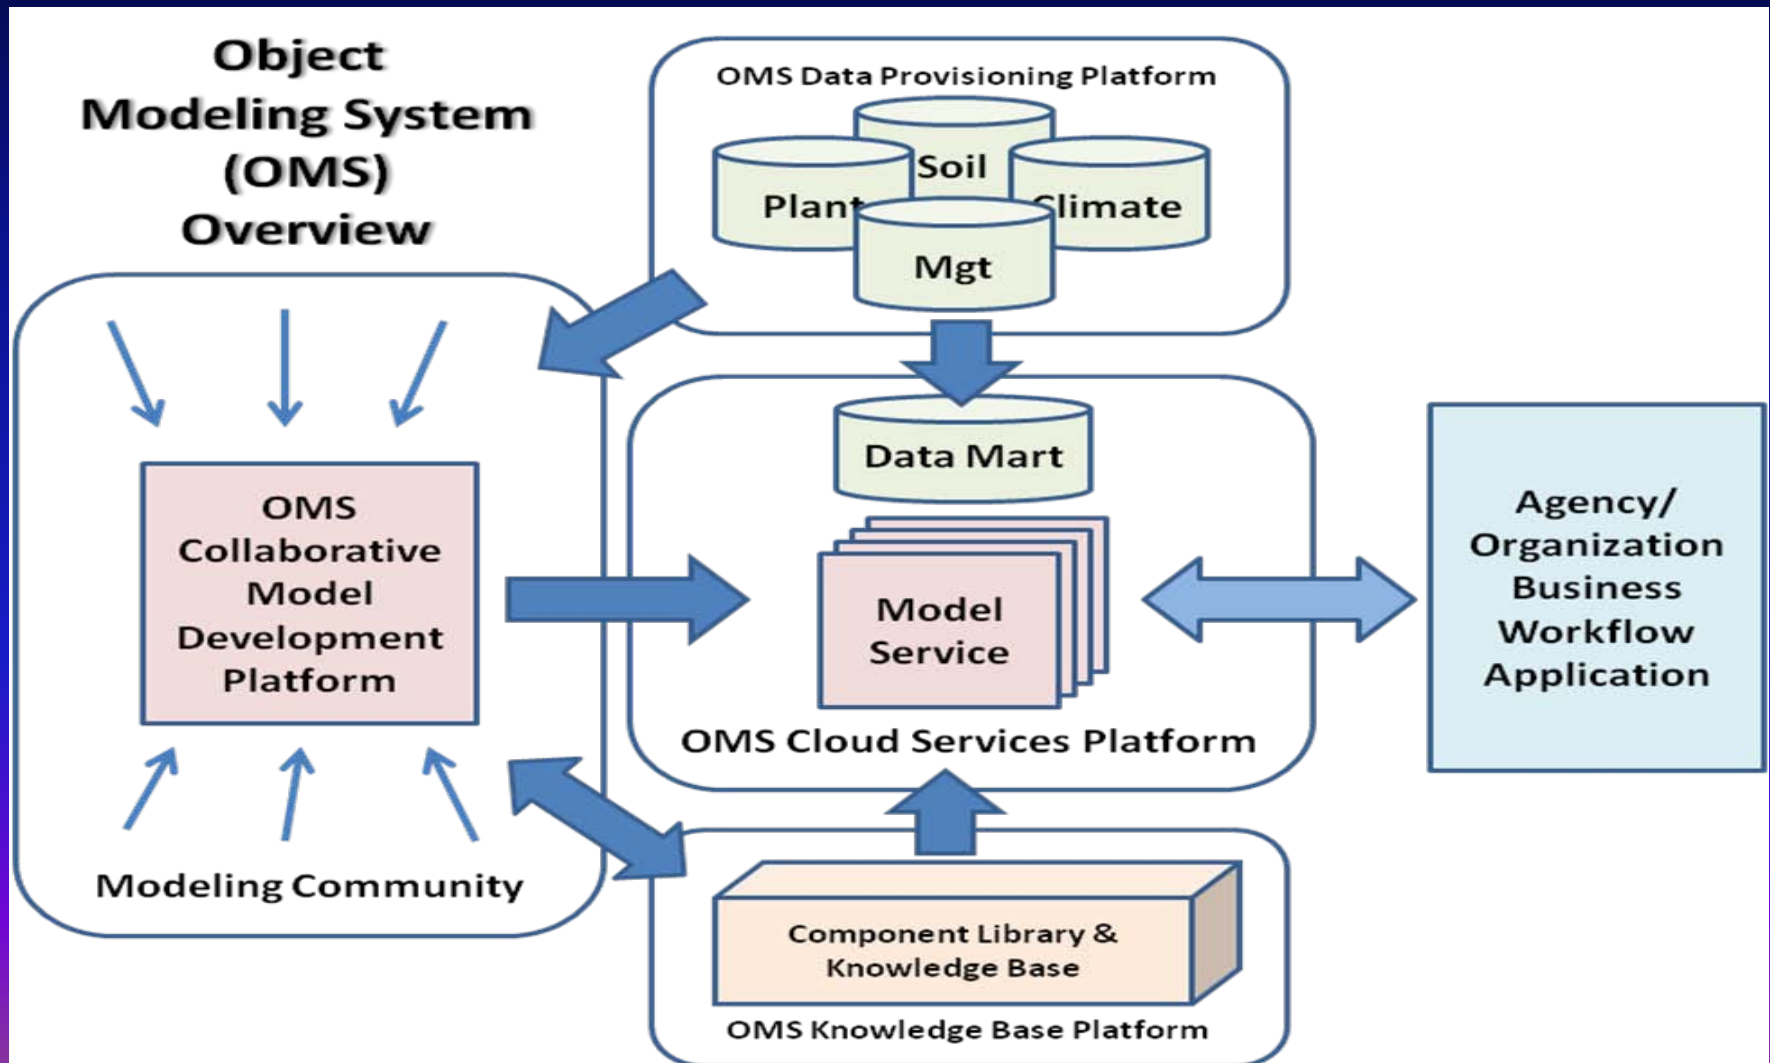 Object
Modeling System
(OMS)
Overview
OMS Data Provisioning Platform
Soil
Plant
Climate
Mgt
Data Mart
OMS
Collaborative
Model
Development
Platform
Model
Service
OMS Cloud Services Platform
Agency/
Organization
Business
Workflow
Application
Modeling Community
Component Library &
Knowledge Base
OMS Knowledge Base Platform